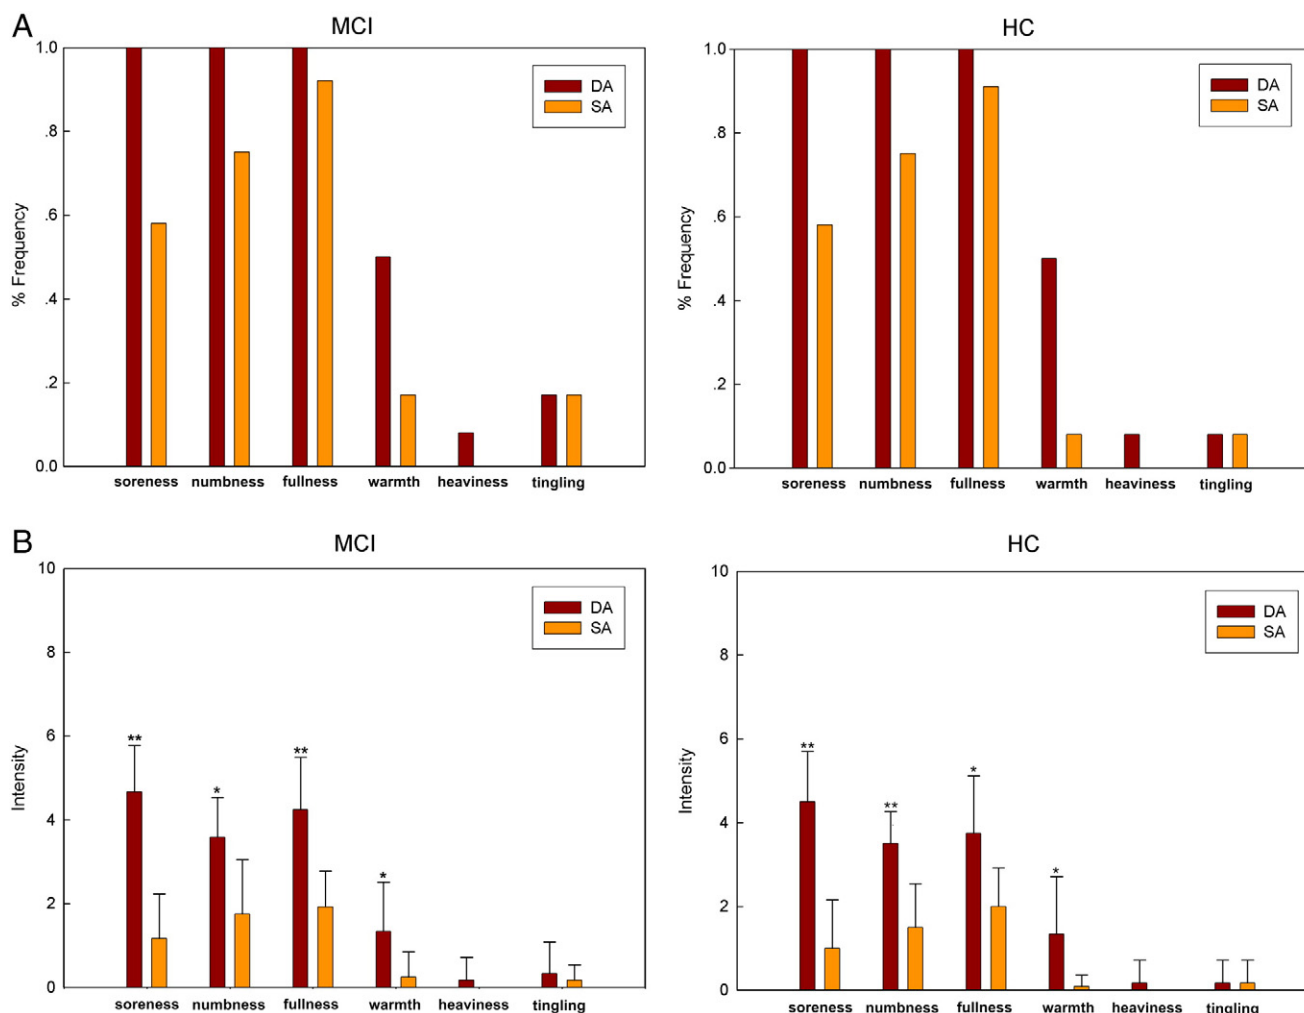 A
MCI
1.0
.8
.6
.4
.2
0.0
% Frequency
DA
SA
soreness numbness fullness warmth heaviness tingling
HC
1.0
.8
.6
.4
.2
0.0
% Frequency
DA
SA
soreness numbness fullness warmth heaviness tingling
B
MCI
10
8
6
4
2
0
Intensity
DA
SA
** * ** *
soreness numbness fullness warmth heaviness tingling
HC
10
8
6
4
2
0
Intensity
DA
SA
** ** * *
soreness numbness fullness warmth heaviness tingling